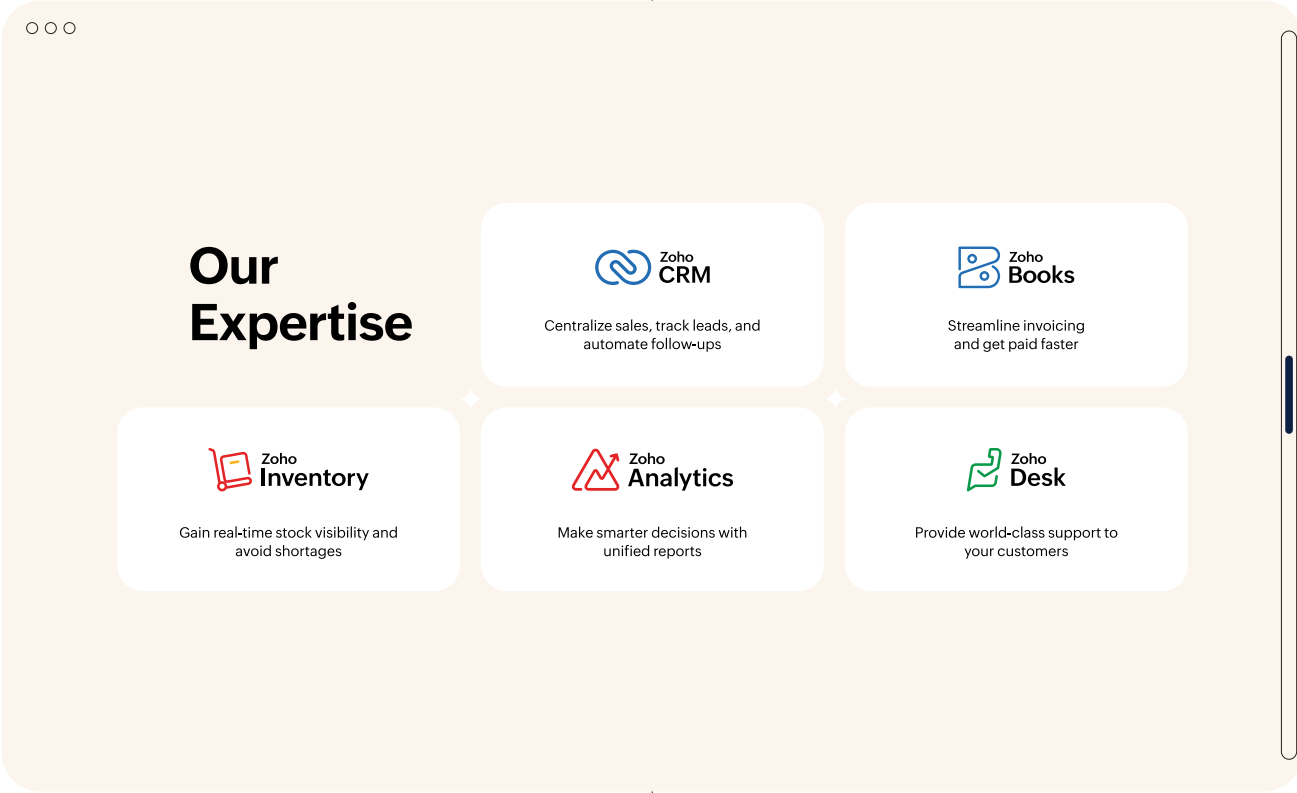 Our
Expertise
Zoho
CRM
Centralize sales, track leads, and
automate follow-ups
Zoho
Books
Streamline invoicing
and get paid faster
Zoho
Inventory
Gain real-time stock visibility and
avoid shortages
Zoho
Analytics
Make smarter decisions with
unified reports
Zoho
Desk
Provide world-class support to
your customers